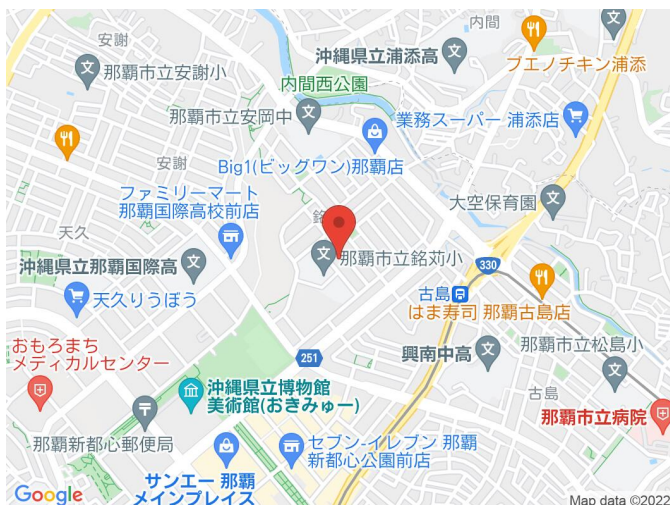 内間
安謝
沖縄県立浦添高
ブエノチキン浦添
那覇市立安謝小
内間西公園
那覇市立安岡中
業務スーパー 浦添店
Big1(ビッグワン)那覇店
安謝
ファミリーマート
那覇国際高校前店
大空保育園
天久
銘
那覇市立銘苅小
沖縄県立那覇国際高
330
天久りうぼう
古島
はま寿司 那覇古島店
おもろまち
メディカルセンター
251
興南中高
那覇市立松島小
沖縄県立博物館
美術館(おきみゅー)
古島
那覇市立病院
那覇新都心郵便局
セブン-イレブン 那覇
新都心公園前店
サンエー 那覇
メインプレイス
Google
Map data ©2022